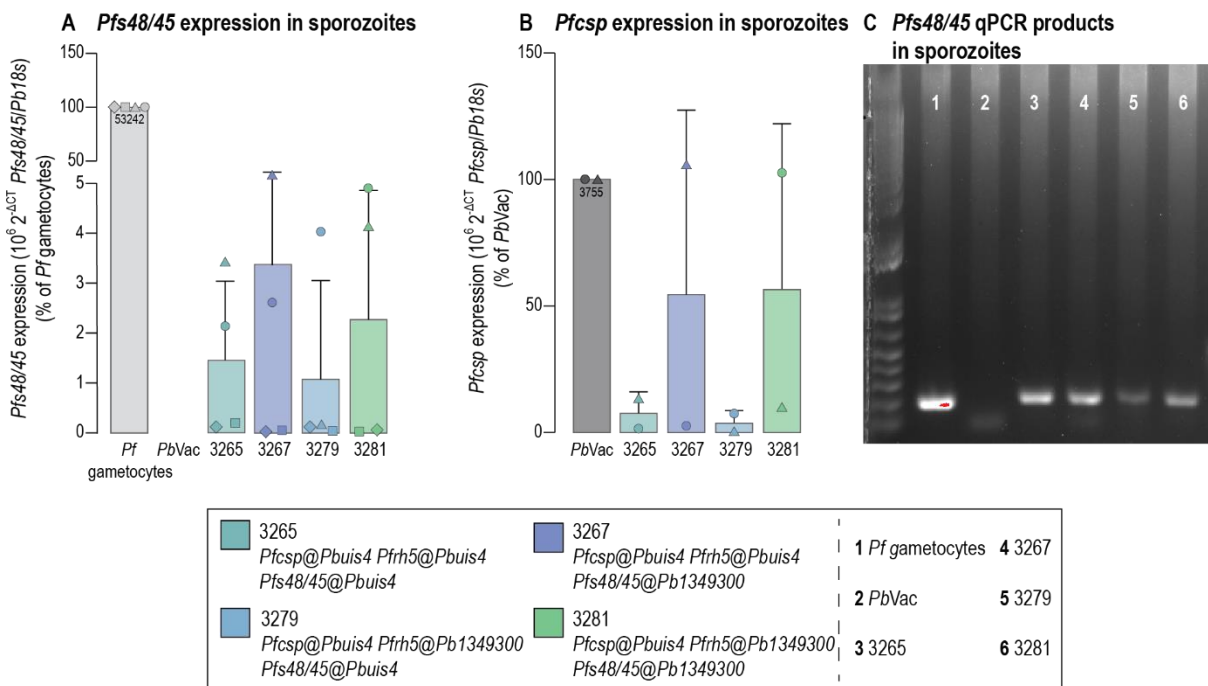 A Pfs48/45 expression in sporozoites
Pfs48/45 expression (10⁶ 2⁻ΔCT Pfs48/45/Pb18s)
(% of Pf gametocytes)
150
100
50
5
4
3
2
1
0
53242
Pf
gametocytes
PbVac
3265
3267
3279
3281
B Pfcsp expression in sporozoites
Pfcsp expression (10⁶ 2⁻ΔCT Pfcsp/Pb18s)
(% of PbVac)
150
100
50
0
3755
PbVac
3265
3267
3279
3281
C Pfs48/45 qPCR products
in sporozoites
1 2 3 4 5 6
3265
Pfcsp@Pbuis4 Pfrh5@Pbuis4
Pfs48/45@Pbuis4
3267
Pfcsp@Pbuis4 Pfrh5@Pbuis4
Pfs48/45@Pb1349300
3279
Pfcsp@Pbuis4 Pfrh5@Pb1349300
Pfs48/45@Pbuis4
3281
Pfcsp@Pbuis4 Pfrh5@Pb1349300
Pfs48/45@Pb1349300
1 Pf gametocytes
2 PbVac
3 3265
4 3267
5 3279
6 3281